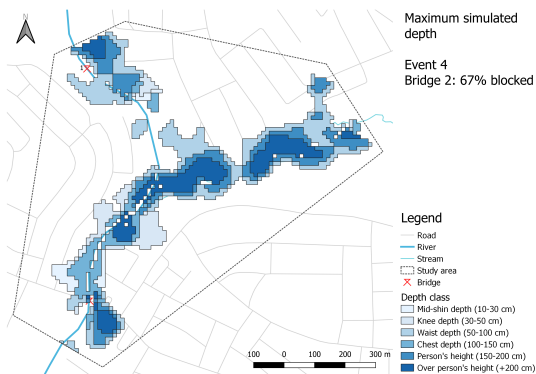 Maximum simulated
depth
Event 4
Bridge 2: 67% blocked
N
1
Legend
Road
River
Stream
Study area
Bridge
Depth class
Mid-shin depth (10-30 cm)
Knee depth (30-50 cm)
Waist depth (50-100 cm)
Chest depth (100-150 cm)
Person's height (150-200 cm)
Over person's height (+200 cm)
100 0 100 200 300 m